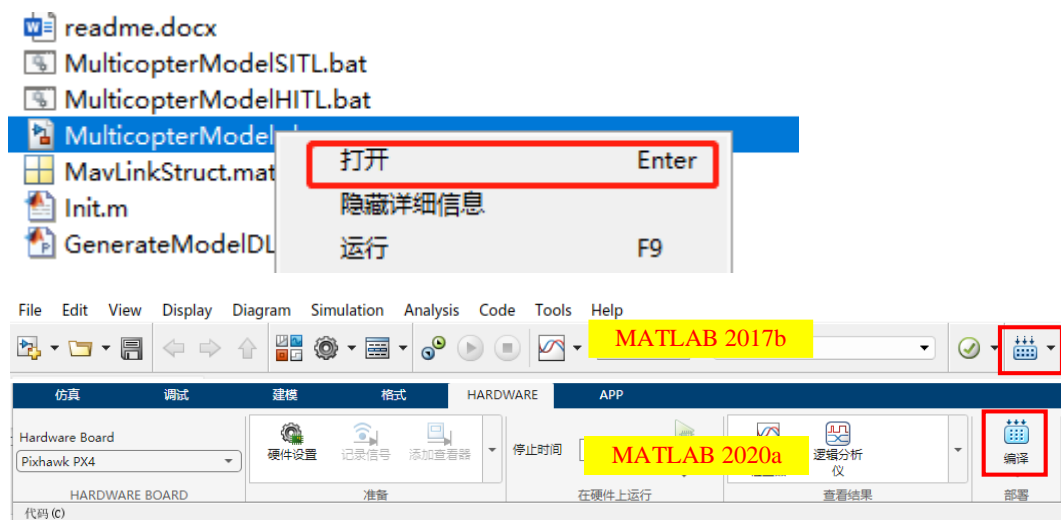 readme.docx
MulticopterModelSITL.bat
MulticopterModelHITL.bat
MulticopterModel
打开 Enter
MavLinkStruct.mat
隐藏详细信息
Init.m
运行 F9
GenerateModelDL
File Edit View Display Diagram Simulation Analysis Code Tools Help
MATLAB 2017b
仿真 调试 建模 格式 HARDWARE APP
Hardware Board
Pixhawk PX4
硬件设置 记录信号 添加查看器 停止时间 MATLAB 2020a 逻辑分析仪 编译
HARDWARE BOARD 准备 在硬件上运行 查看结果 部署
代码(C)